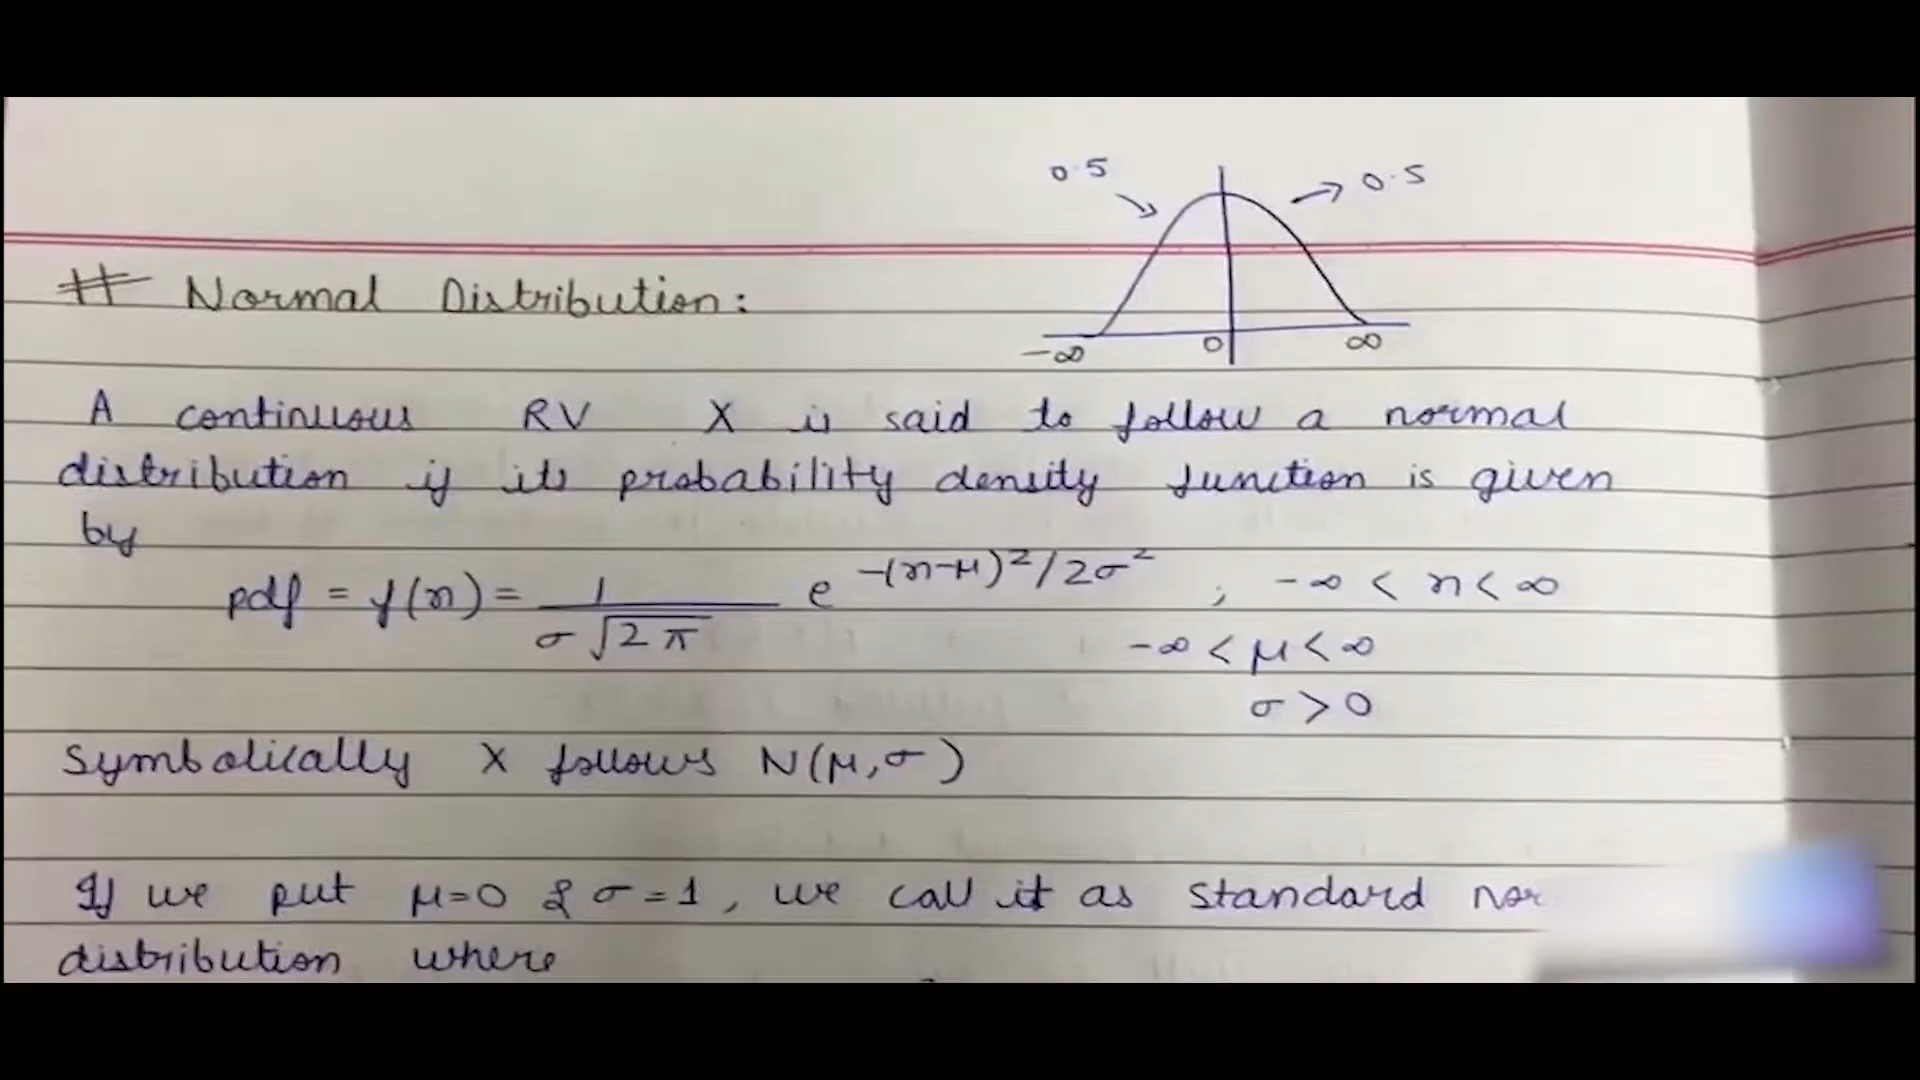 0.5 0.5
# Normal Distribution:
-∞ 0 ∞
A continuous RV X is said to follow a normal
distribution if its probability density function is given
by
pdf = f(x) = 1/(σ√2π) e^-(x-μ)²/2σ² ; -∞ < x < ∞
-∞ < μ < ∞
σ > 0
Symbolically X follows N(μ,σ)
If we put μ=0 & σ=1, we call it as standard nor
distribution where